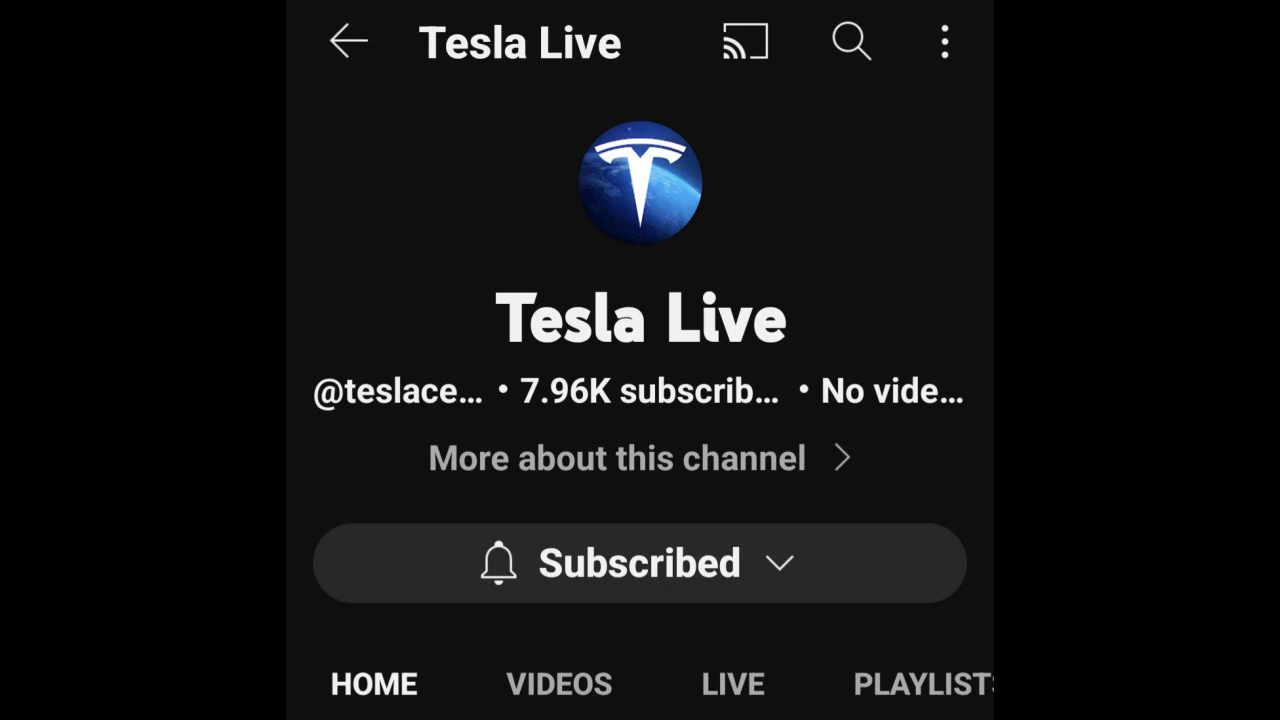 Tesla Live
Tesla Live
@teslace... • 7.96K subscrib... • No vide...
More about this channel
Subscribed
HOME VIDEOS LIVE PLAYLISTS